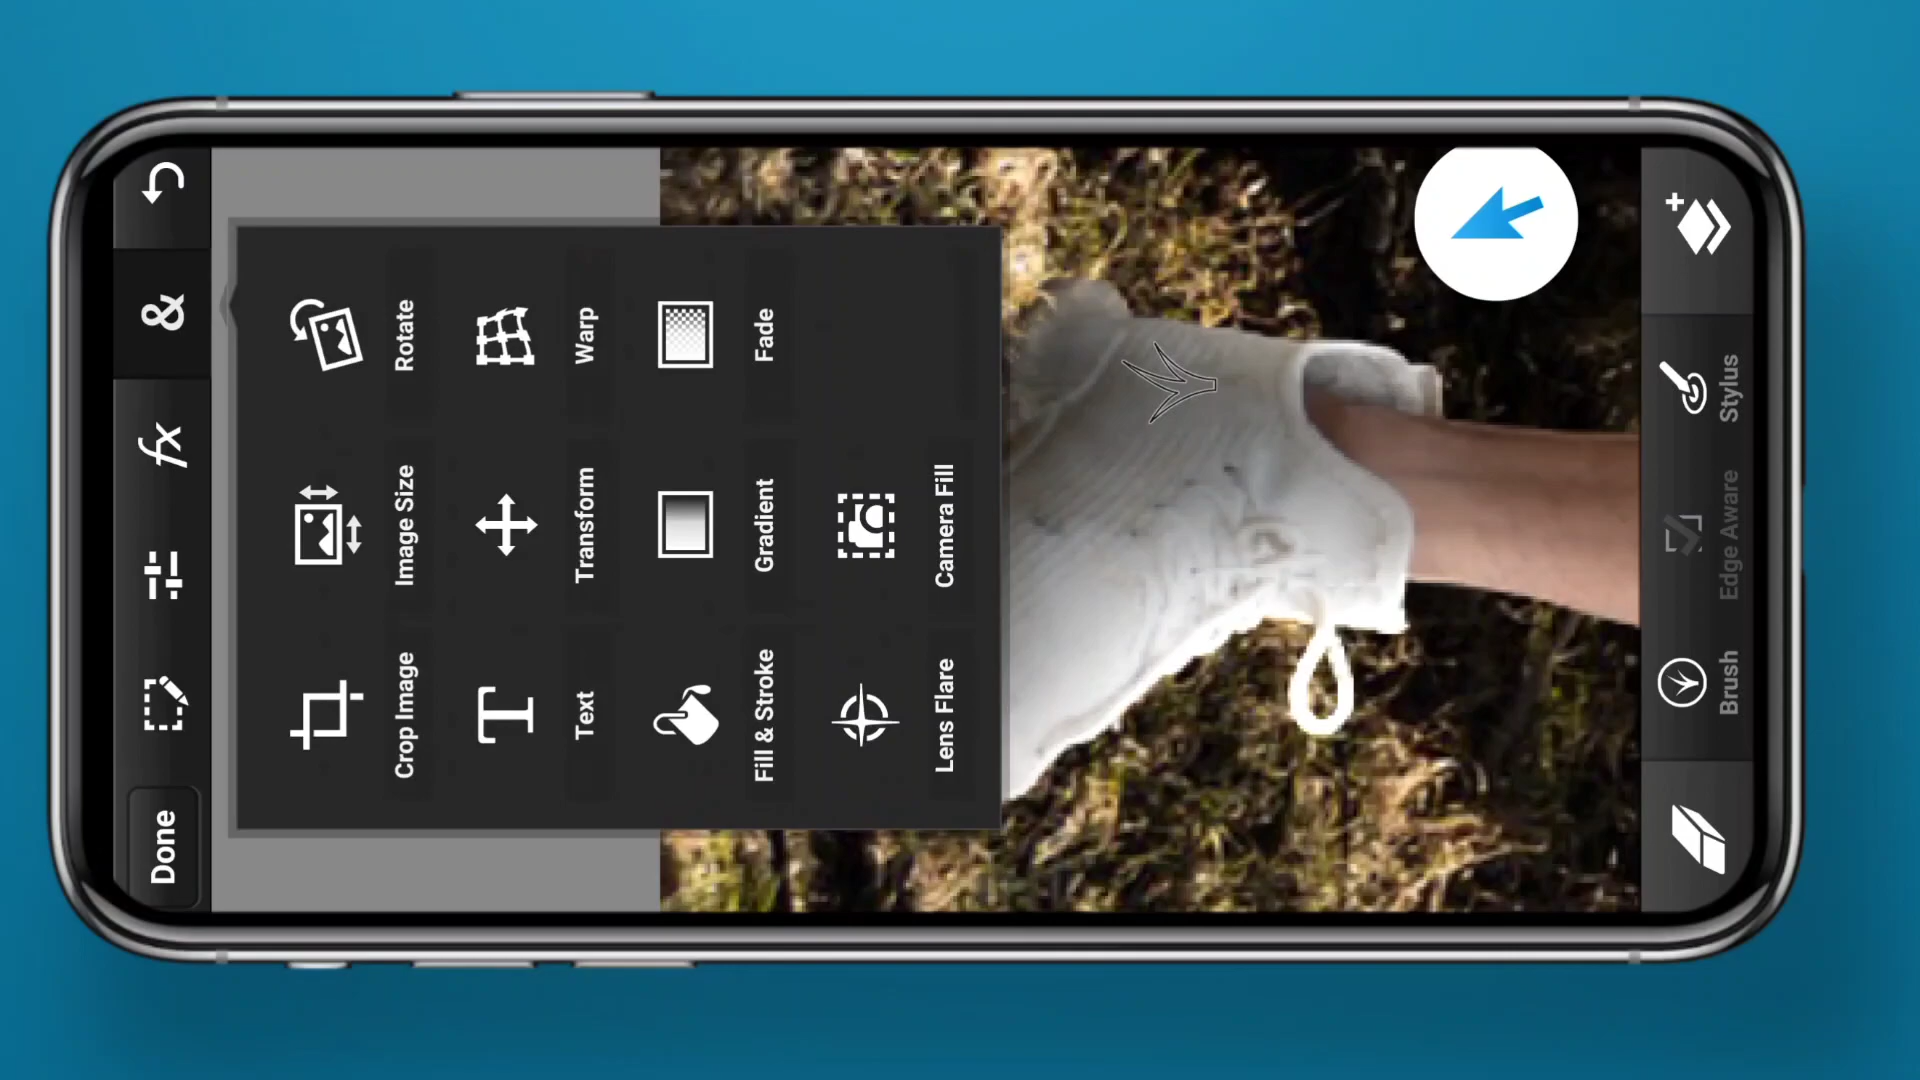 Done
fx
&
Crop Image
Image Size
Rotate
Text
Transform
Warp
Fill & Stroke
Gradient
Fade
Lens Flare
Camera Fill
Brush
Edge Aware
Stylus